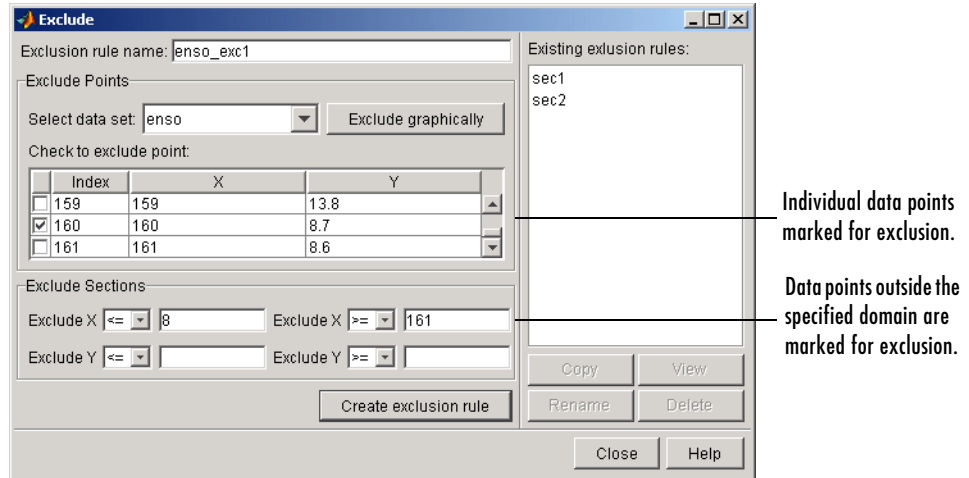 Exclude
Exclusion rule name: enso_exc1
Exclude Points
Select data set: enso
Exclude graphically
Check to exclude point:
Index X Y
159 159 13.8
160 160 8.7
161 161 8.6
Exclude Sections
Exclude X <= 8 Exclude X >= 161
Exclude Y <= Exclude Y >=
Create exclusion rule
Existing exlusion rules:
sec1
sec2
Copy View
Rename Delete
Close Help
Individual data points
marked for exclusion.
Data points outside the
specified domain are
marked for exclusion.